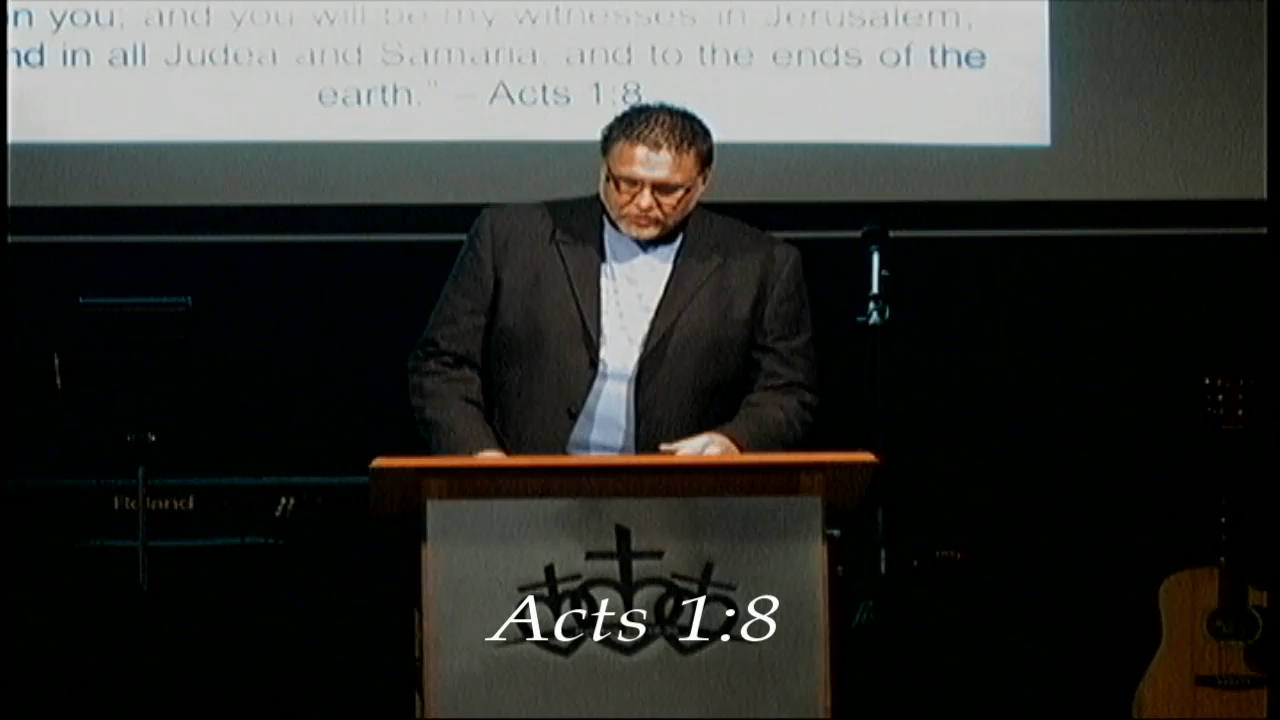 n you; and you will be my witnesses in Jerusalem,
nd in all Judea and Samaria, and to the ends of the
earth." – Acts 1:8
Roland
Acts 1:8